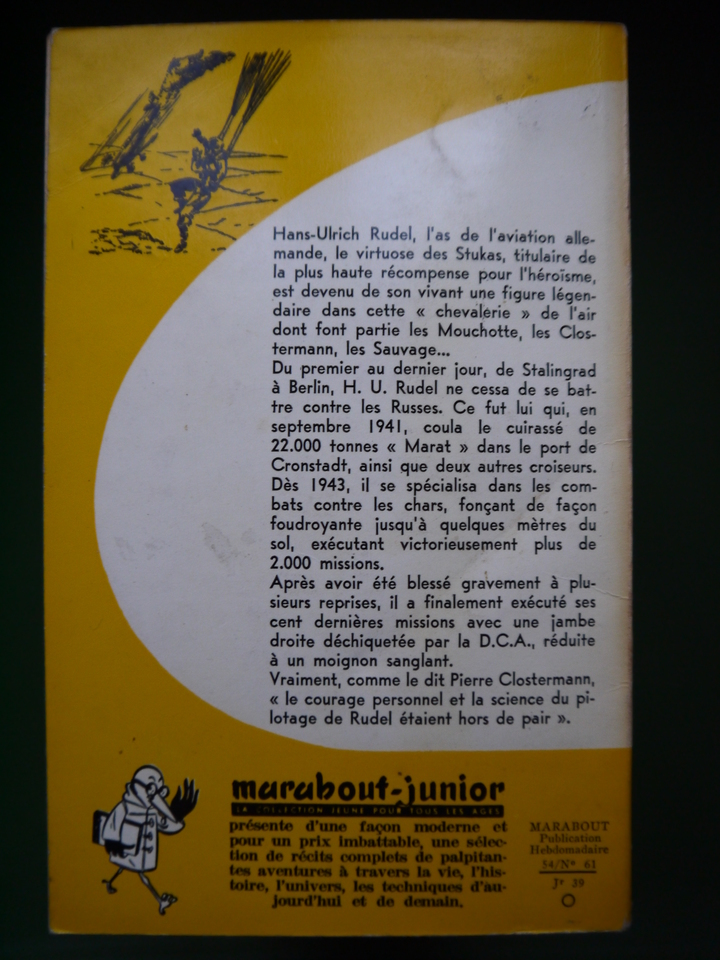 Hans-Ulrich Rudel, l'as de l'aviation alle-
mande, le virtuose des Stukas, titulaire de
la plus haute récompense pour l'héroïsme,
est devenu de son vivant une figure légen-
daire dans cette « chevalerie » de l'air
dont font partie les Mouchotte, les Clos-
termann, les Sauvage...
Du premier au dernier jour, de Stalingrad
à Berlin, H. U. Rudel ne cessa de se bat-
tre contre les Russes. Ce fut lui qui, en
septembre 1941, coula le cuirassé de
22.000 tonnes « Marat » dans le port de
Cronstadt, ainsi que deux autres croiseurs.
Dès 1943, il se spécialisa dans les com-
bats contre les chars, fonçant de façon
foudroyante jusqu'à quelques mètres du
sol, exécutant victorieusement plus de
2.000 missions.
Après avoir été blessé gravement à plu-
sieurs reprises, il a finalement exécuté ses
cent dernières missions avec une jambe
droite déchiquetée par la D.C.A., réduite
à un moignon sanglant.
Vraiment, comme le dit Pierre Clostermann,
« le courage personnel et la science du pi-
lotage de Rudel étaient hors de pair ».
marabout-junior
LA COLLECTION JEUNE POUR TOUS LES AGES
présente d'une façon moderne et
pour un prix imbattable, une sélec-
tion de récits complets de palpitan-
tes aventures à travers la vie, l'his-
toire, l'univers, les techniques d'au-
jourd'hui et de demain.
MARABOUT
Publication
Hebdomadaire
54/Nº 61
Jr 39